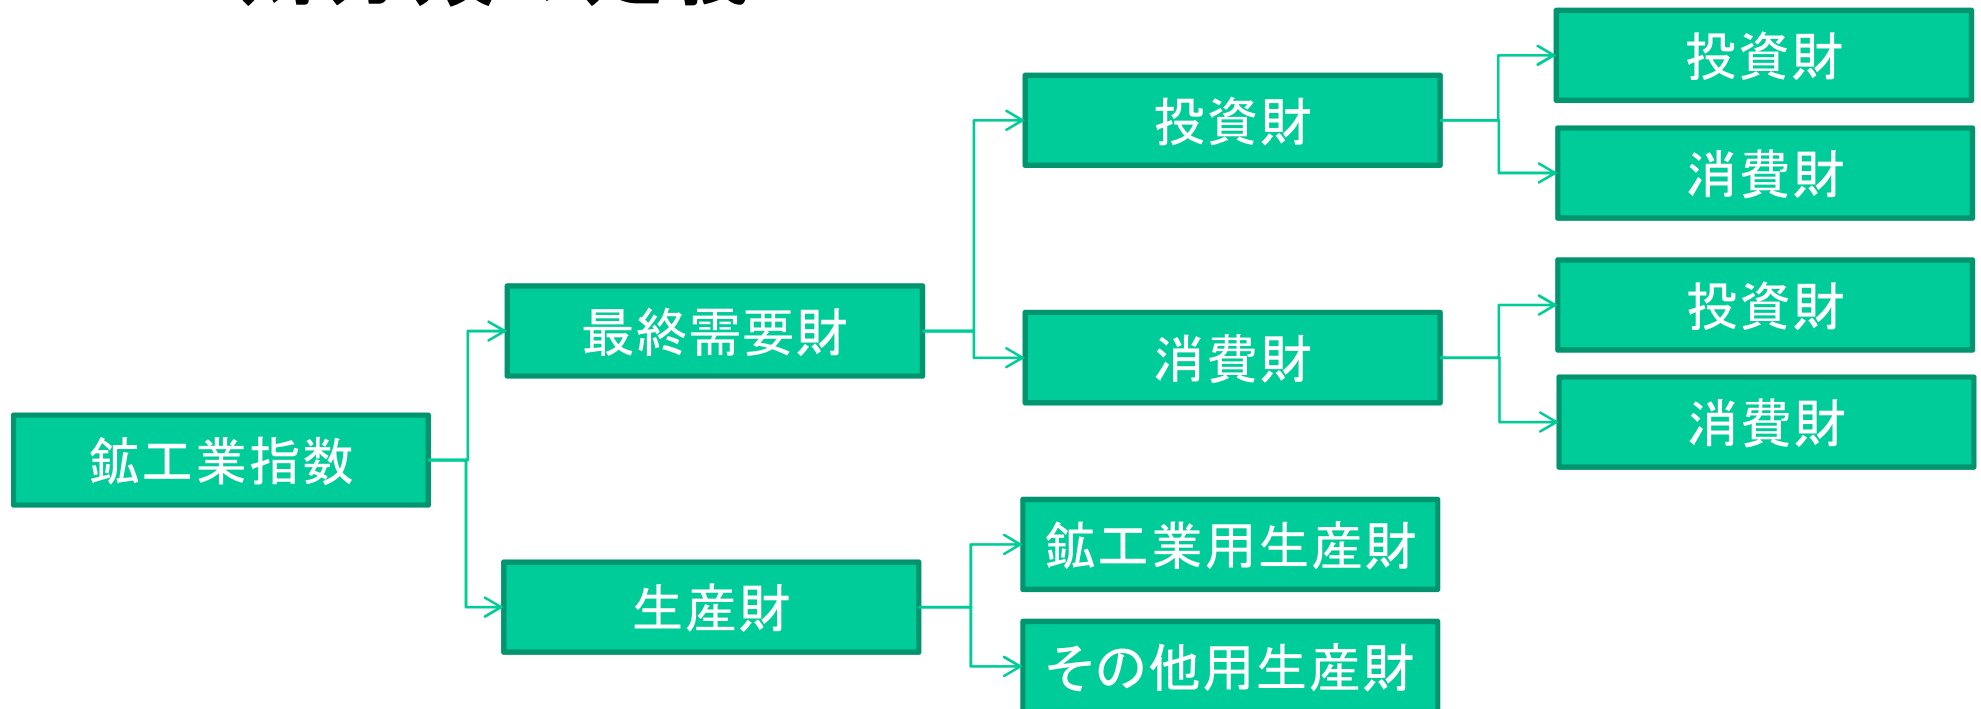 投資財
投資財
消費財
投資財
最終需要財
消費財
消費財
鉱工業指数
鉱工業用生産財
生産財
その他用生産財